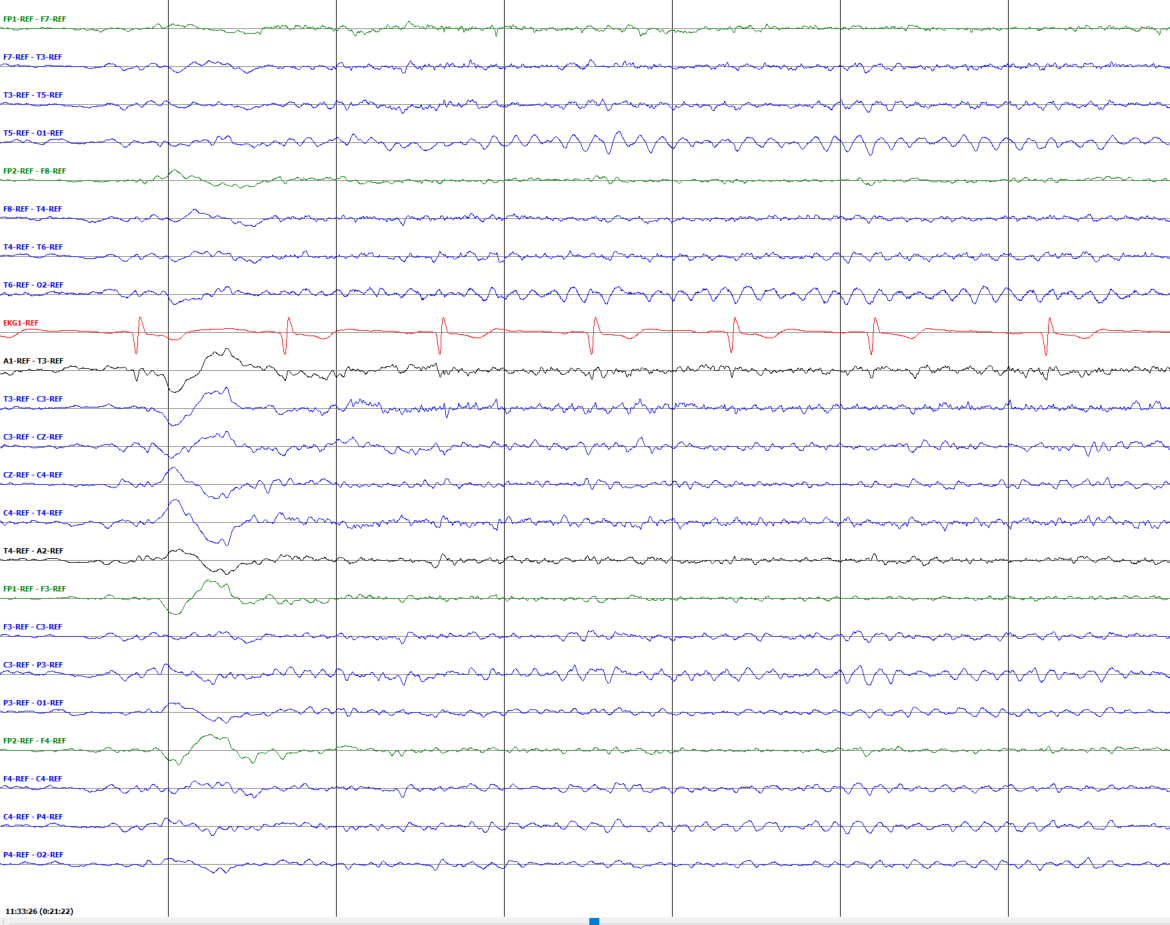 FP1-REF - F7-REF
F7-REF - T3-REF
T3-REF - T5-REF
T5-REF - O1-REF
FP2-REF - F8-REF
F8-REF - T4-REF
T4-REF - T6-REF
T6-REF - O2-REF
EKG1-REF
A1-REF - T3-REF
T3-REF - C3-REF
C3-REF - CZ-REF
CZ-REF - C4-REF
C4-REF - T4-REF
T4-REF - A2-REF
FP1-REF - F3-REF
F3-REF - C3-REF
C3-REF - P3-REF
P3-REF - O1-REF
FP2-REF - F4-REF
F4-REF - C4-REF
C4-REF - P4-REF
P4-REF - O2-REF
11:33:26 (0:21:22)